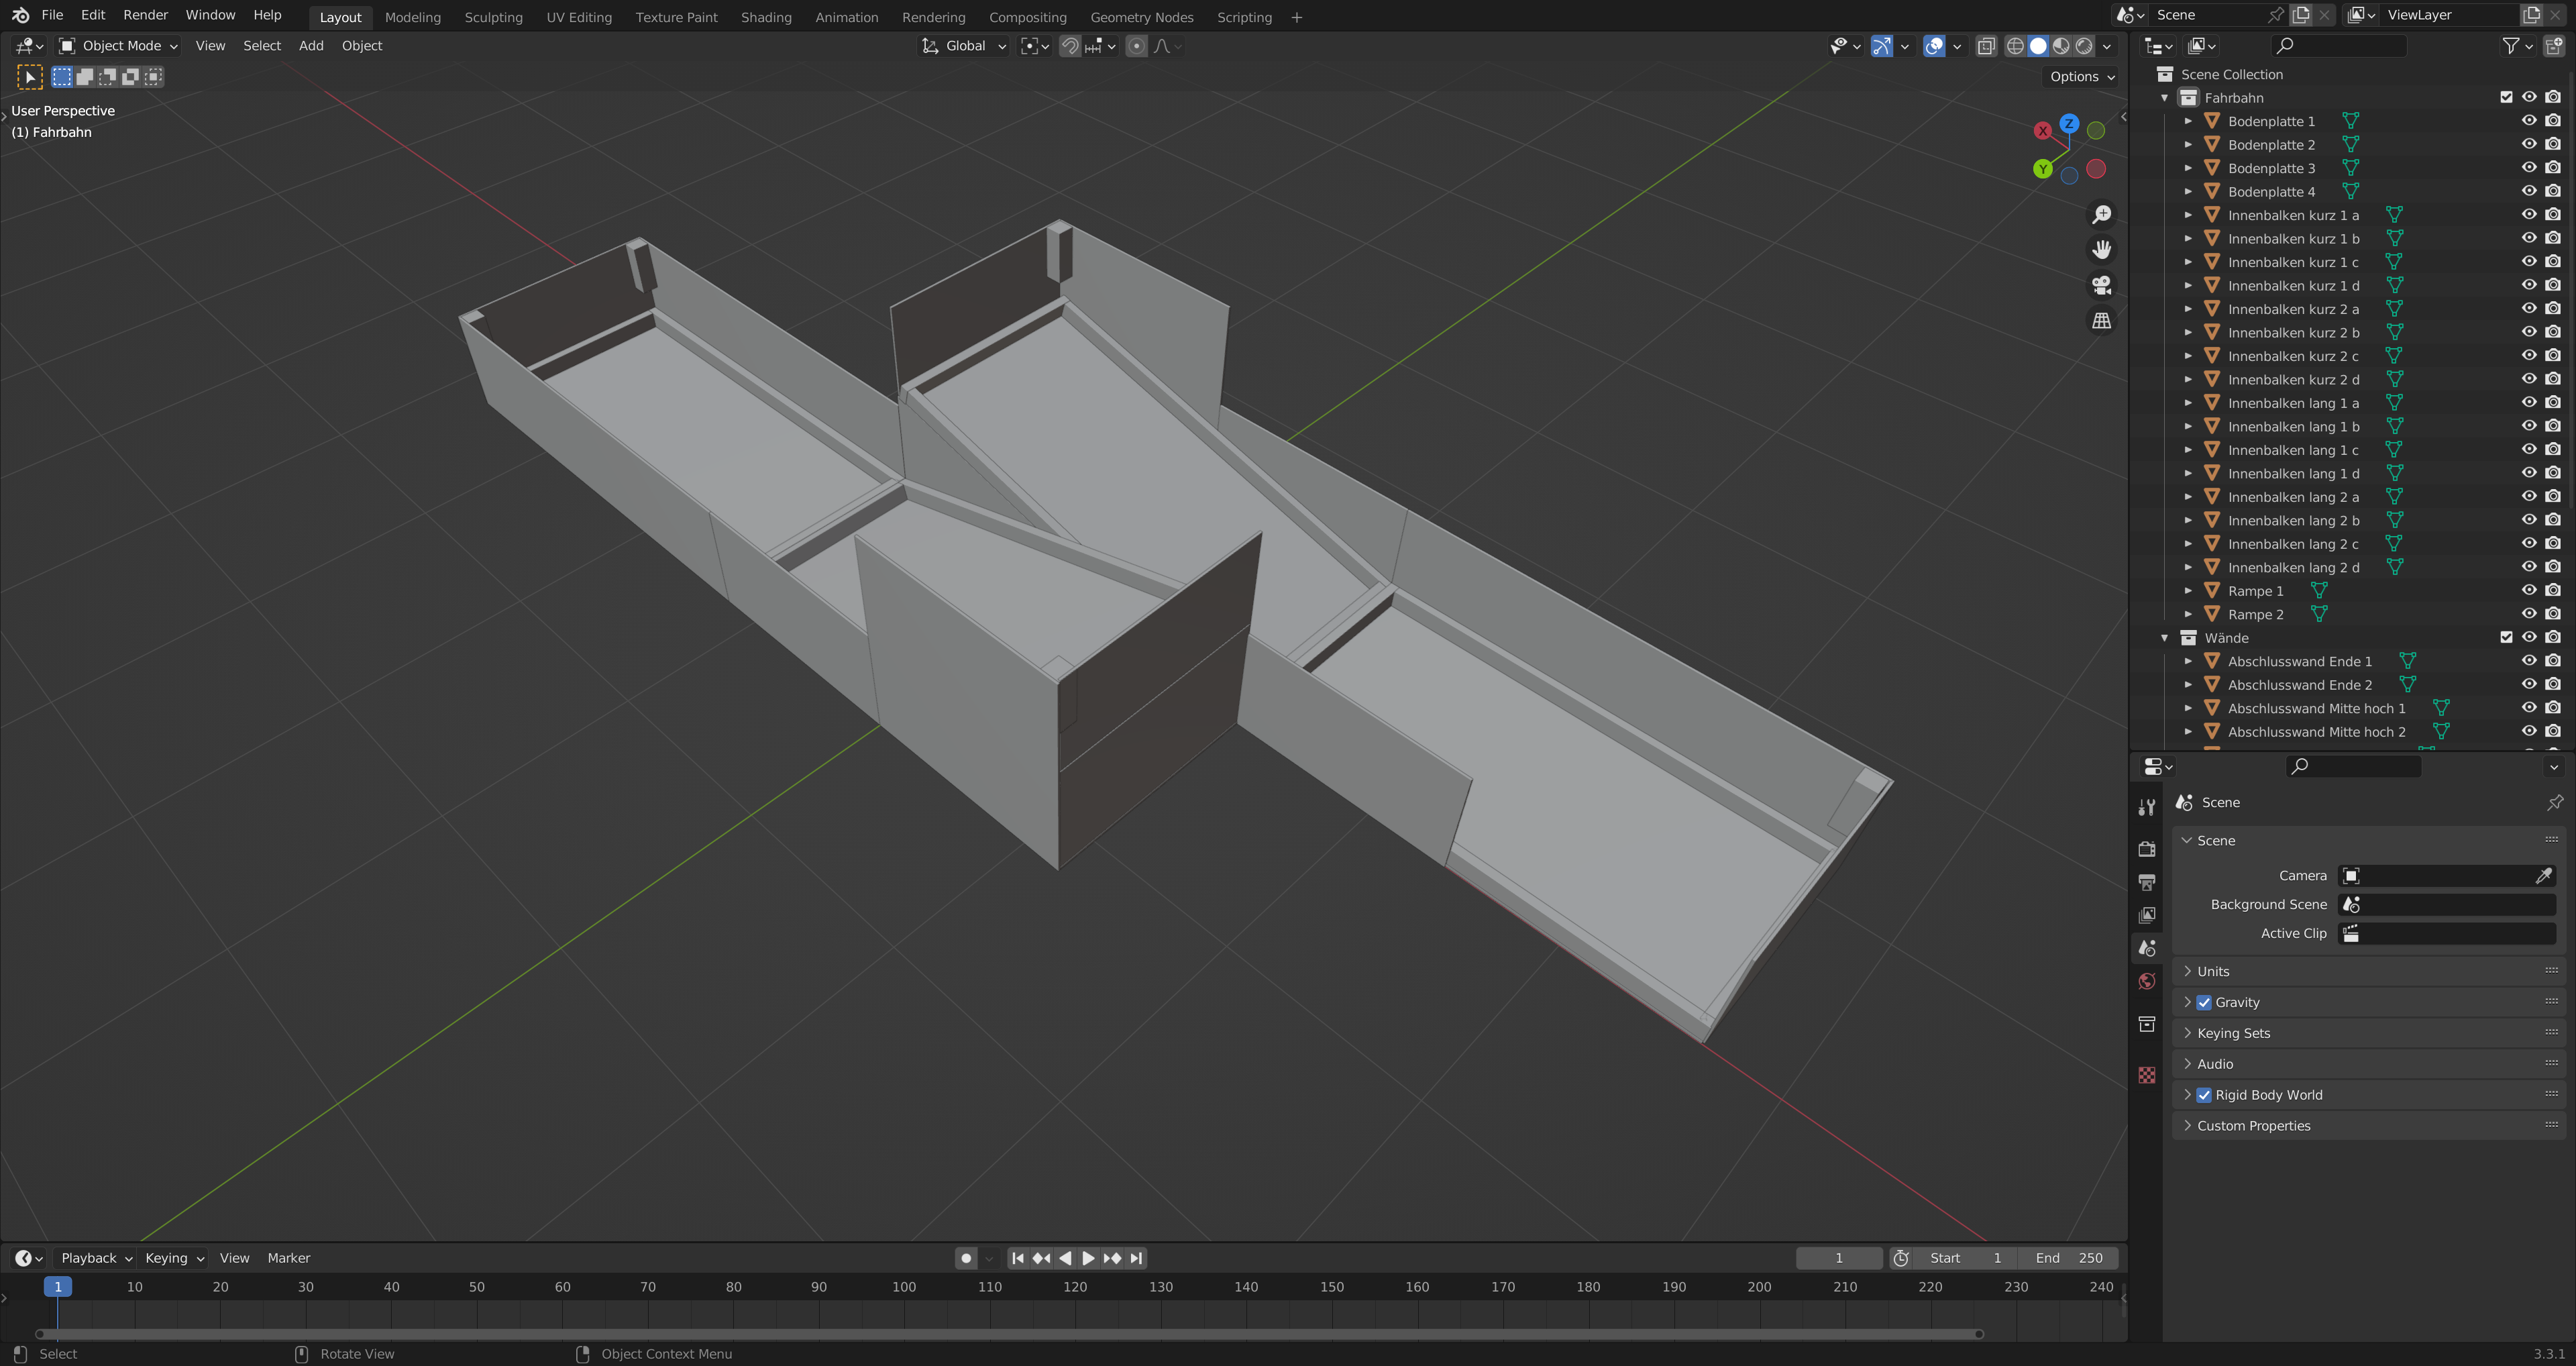 File Edit Render Window Help Layout Modeling Sculpting UV Editing Texture Paint Shading Animation Rendering Compositing Geometry Nodes Scripting + Scene ViewLayer
Object Mode View Select Add Object Global
Options
User Perspective
(1) Fahrbahn
X Z Y
Scene Collection
Fahrbahn
Bodenplatte 1
Bodenplatte 2
Bodenplatte 3
Bodenplatte 4
Innenbalken kurz 1 a
Innenbalken kurz 1 b
Innenbalken kurz 1 c
Innenbalken kurz 1 d
Innenbalken kurz 2 a
Innenbalken kurz 2 b
Innenbalken kurz 2 c
Innenbalken kurz 2 d
Innenbalken lang 1 a
Innenbalken lang 1 b
Innenbalken lang 1 c
Innenbalken lang 1 d
Innenbalken lang 2 a
Innenbalken lang 2 b
Innenbalken lang 2 c
Innenbalken lang 2 d
Rampe 1
Rampe 2
Wände
Abschlusswand Ende 1
Abschlusswand Ende 2
Abschlusswand Mitte hoch 1
Abschlusswand Mitte hoch 2
Scene
Scene
Camera
Background Scene
Active Clip
Units
Gravity
Keying Sets
Audio
Rigid Body World
Custom Properties
Playback Keying View Marker 1 Start 1 End 250
1 10 20 30 40 50 60 70 80 90 100 110 120 130 140 150 160 170 180 190 200 210 220 230 240
Select Rotate View Object Context Menu 3.3.1